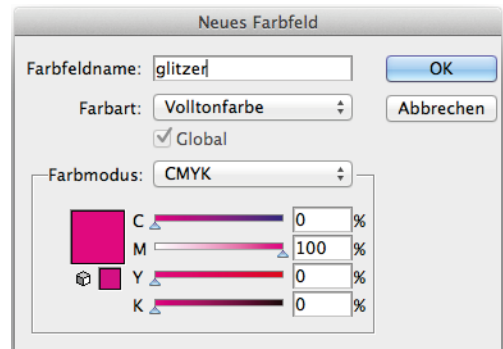 Neues Farbfeld
Farbfeldname: glitzer OK
Farbart: Volltonfarbe Abbrechen
Global
Farbmodus: CMYK
C 0 %
M 100 %
Y 0 %
K 0 %